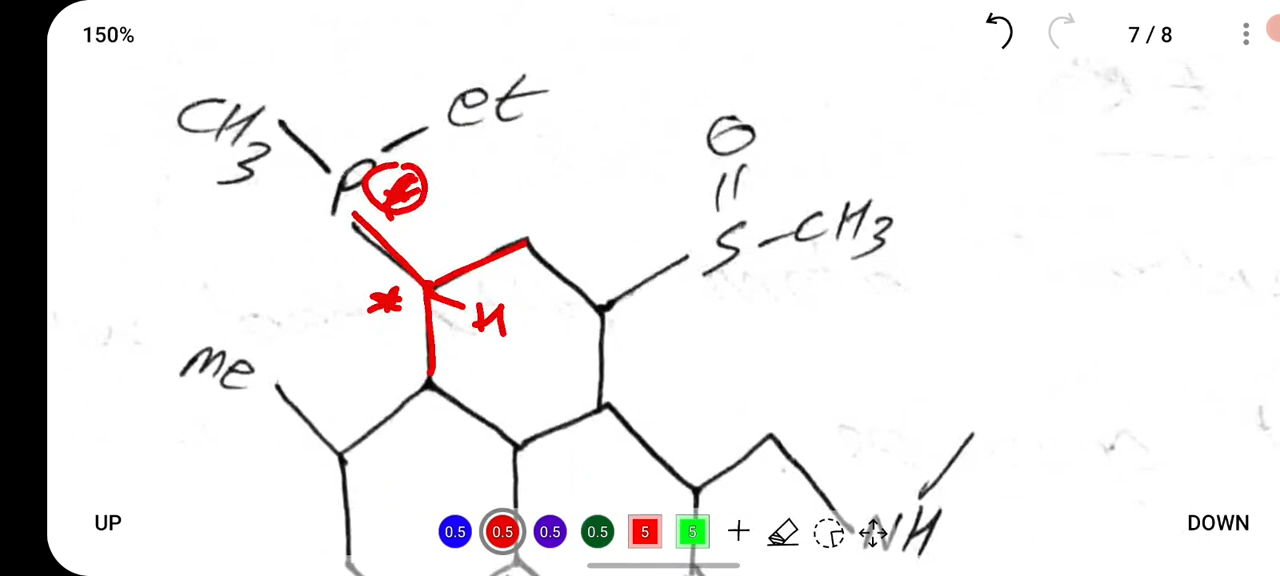 150%
7 / 8
et
CH3
P
O
S-CH3
*
H
me
NH
UP
0.5 0.5 0.5 0.5 5 5
DOWN